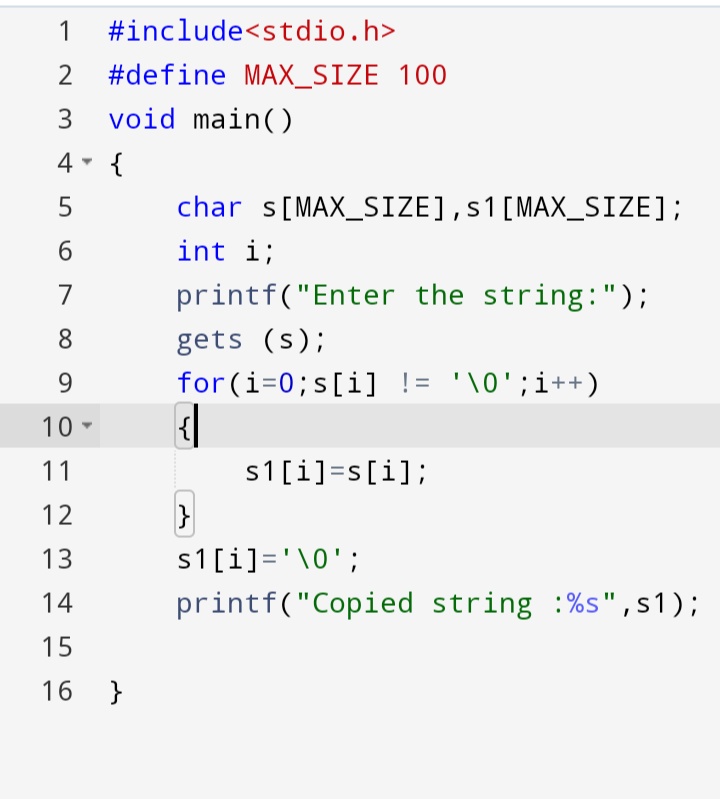 1 #include<stdio.h>
2 #define MAX_SIZE 100
3 void main()
4 {
5 char s[MAX_SIZE],s1[MAX_SIZE];
6 int i;
7 printf("Enter the string:");
8 gets (s);
9 for(i=0;s[i] != '\0';i++)
10 {
11 s1[i]=s[i];
12 }
13 s1[i]='\0';
14 printf("Copied string :%s",s1);
15
16 }